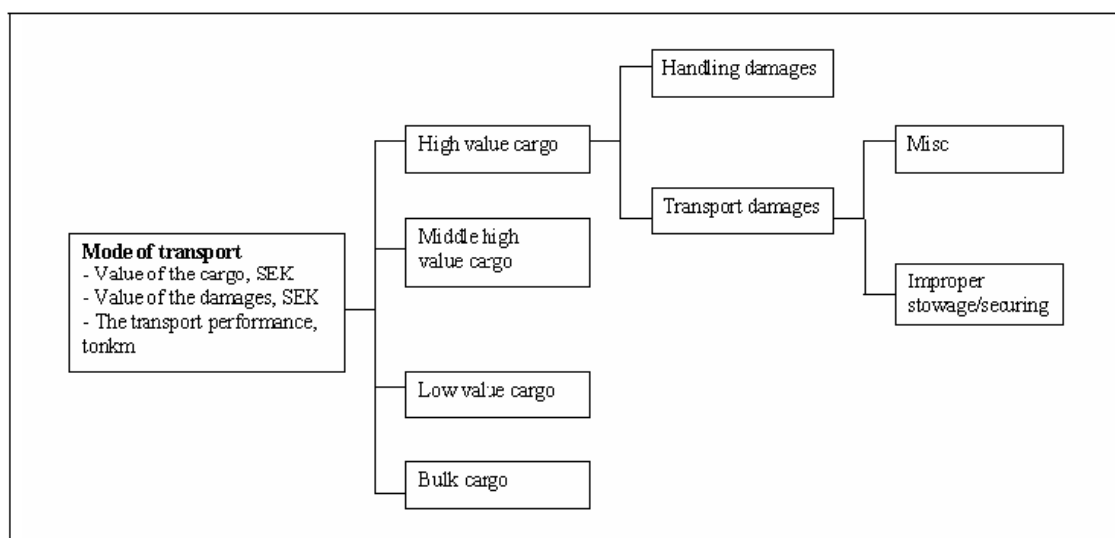 Mode of transport
- Value of the cargo, SEK
- Value of the damages, SEK
- The transport performance,
tonkm
High value cargo
Middle high
value cargo
Low value cargo
Bulk cargo
Handling damages
Transport damages
Misc
Improper
stowage/securing